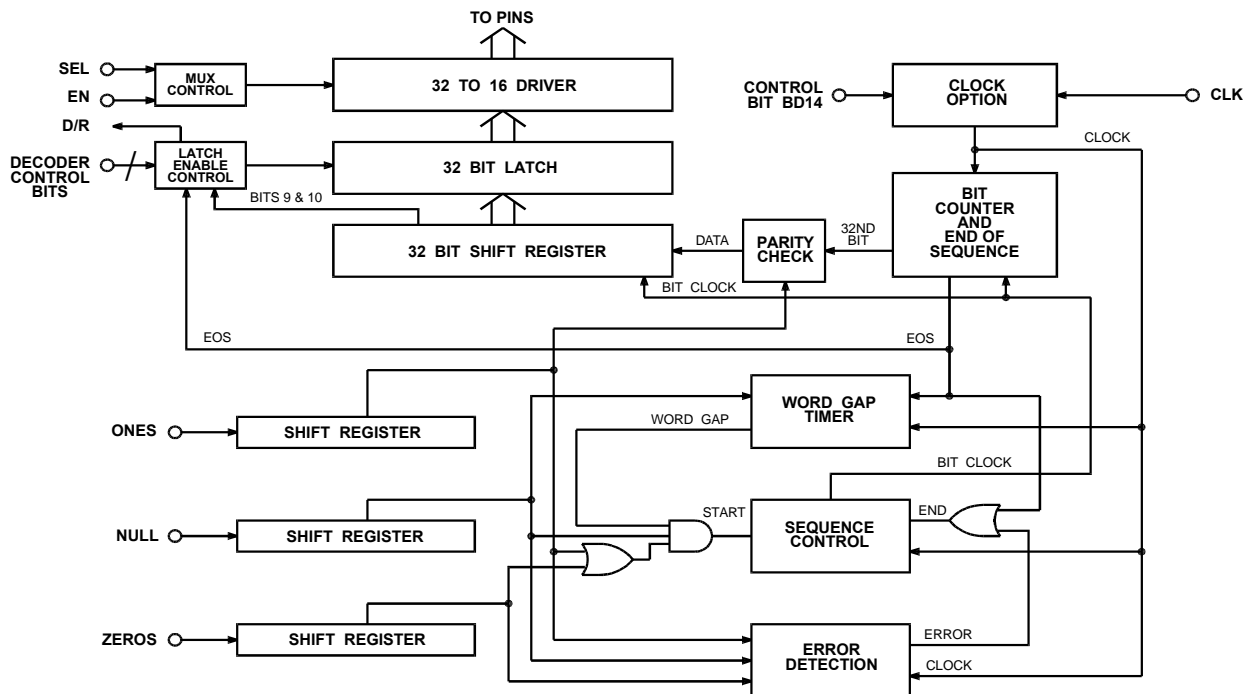 TO PINS
SEL
EN
MUX
CONTROL
32 TO 16 DRIVER
CONTROL
BIT BD14
CLOCK
OPTION
CLK
D/R
DECODER
CONTROL
BITS
LATCH
ENABLE
CONTROL
32 BIT LATCH
CLOCK
BITS 9 & 10
BIT
COUNTER
AND
END OF
SEQUENCE
32 BIT SHIFT REGISTER
DATA
PARITY
CHECK
32ND
BIT
BIT CLOCK
EOS
EOS
ONES
SHIFT REGISTER
WORD GAP
WORD GAP
TIMER
BIT CLOCK
NULL
SHIFT REGISTER
START
SEQUENCE
CONTROL
END
ZEROS
SHIFT REGISTER
ERROR
DETECTION
ERROR
CLOCK